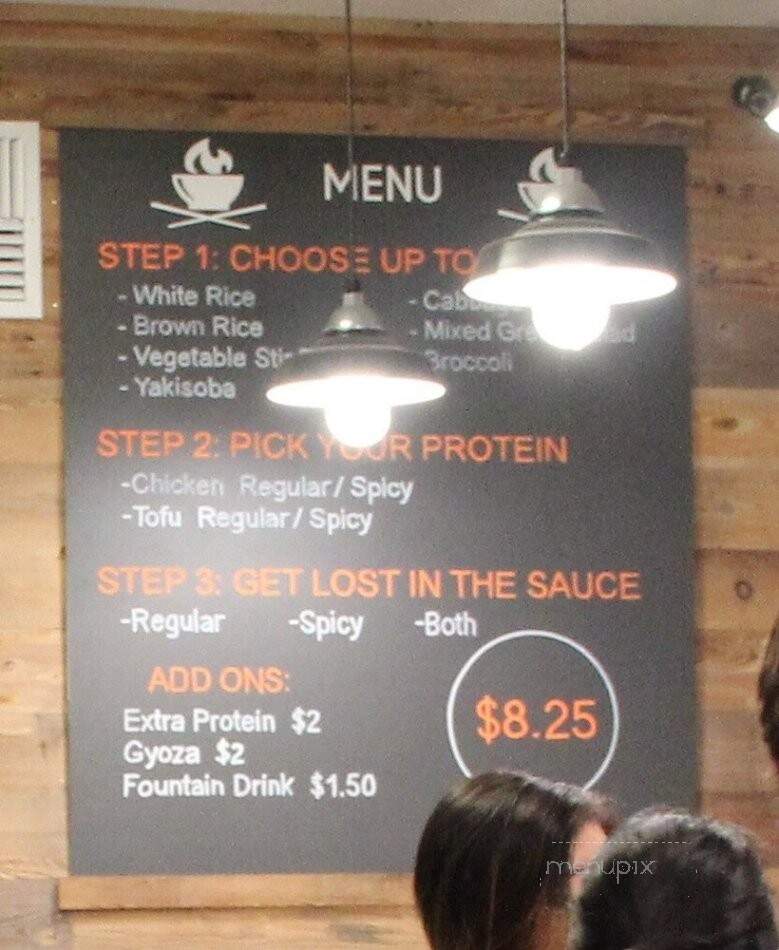 MENU
STEP 1: CHOOSE UP TO
- White Rice
- Brown Rice
- Vegetable Stir
- Yakisoba
- Mixed
Broccoli
STEP 2: PICK YOUR PROTEIN
-Chicken Regular/ Spicy
-Tofu Regular/ Spicy
STEP 3: GET LOST IN THE SAUCE
-Regular -Spicy -Both
ADD ONS:
Extra Protein $2
Gyoza $2
Fountain Drink $1.50
$8.25
menupix